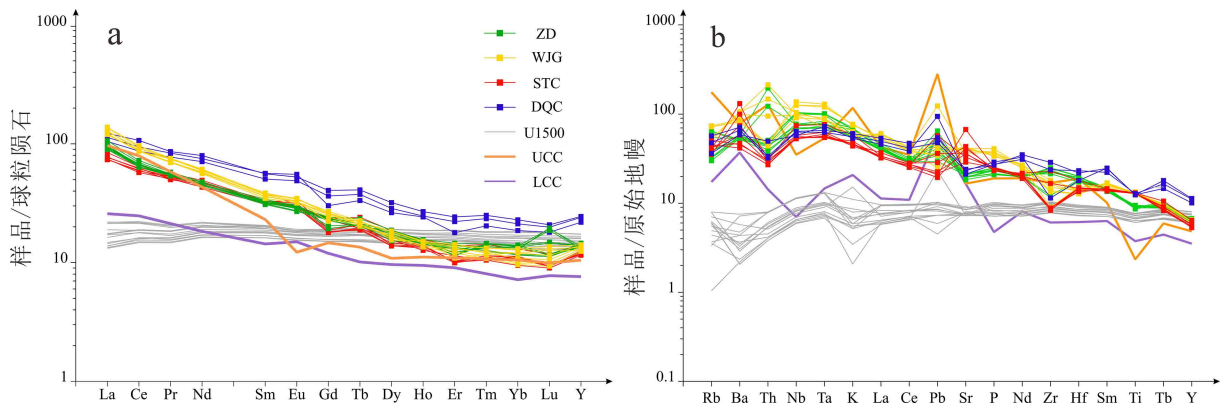 a
样品/球粒陨石
1000
100
10
1
La Ce Pr Nd Sm Eu Gd Tb Dy Ho Er Tm Yb Lu Y
ZD
WJG
STC
DQC
U1500
UCC
LCC
b
样品/原始地幔
1000
100
10
1
0.1
Rb Ba Th Nb Ta K La Ce Pb Sr P Nd Zr Hf Sm Ti Tb Y